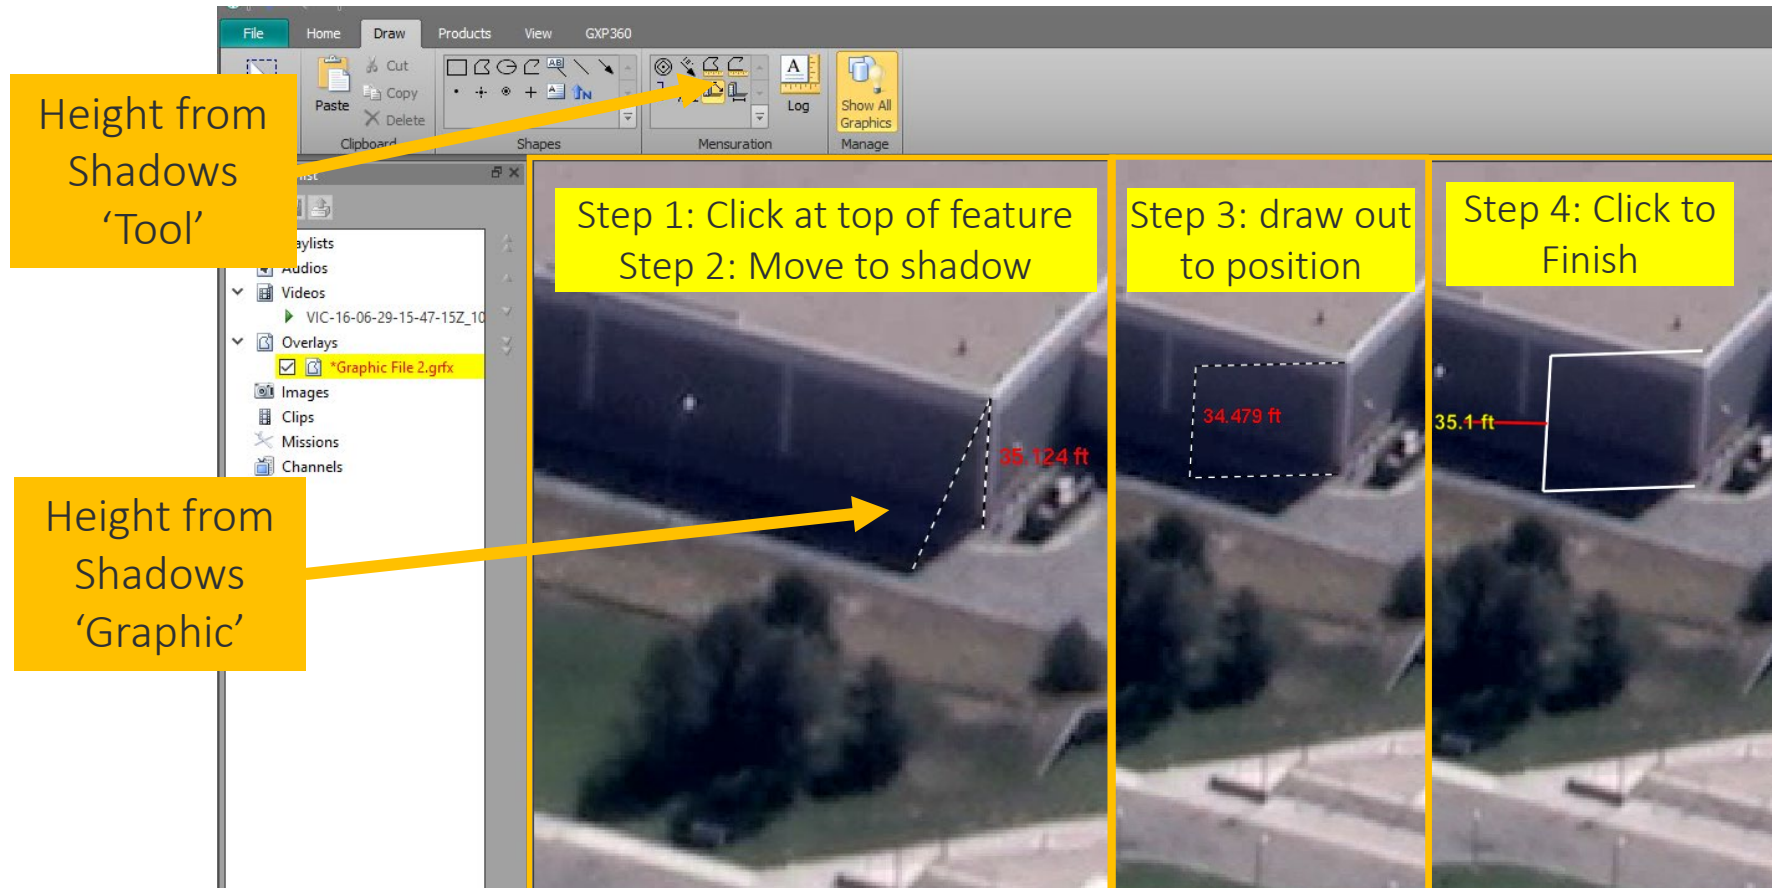 File
Home
Draw
Products
View
GXP360
Cut
Copy
Delete
Paste
Clipboard
Shapes
Log
Mensuration
Show All
Graphics
Manage
Height from
Shadows
‘Tool’
Audios
Videos
VIC-16-06-29-15-47-15Z_10
Overlays
*Graphic File 2.grfx
Images
Clips
Missions
Channels
Height from
Shadows
‘Graphic’
Step 1: Click at top of feature
Step 2: Move to shadow
35.124 ft
Step 3: draw out
to position
34.479 ft
Step 4: Click to
Finish
35.1 ft